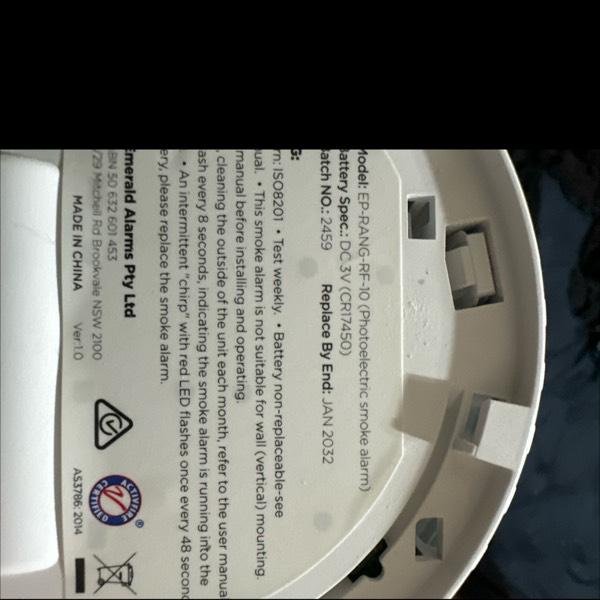 Model: EP-RANG-RF-10 (Photoelectric smoke alarm)
Battery Spec.: DC 3V (CR17450)
Batch NO.: 2459 Replace By End: JAN 2032
G:
rn: ISO8201 • Test weekly. • Battery non-replaceable-see
ual. • This smoke alarm is not suitable for wall (vertical) mounting.
manual before installing and operating.
, cleaning the outside of the unit each month, refer to the user manua
ash every 8 seconds, indicating the smoke alarm is running into the
• An intermittent "chirp" with red LED flashes once every 48 second
ery, please replace the smoke alarm.
Emerald Alarms Pty Ltd
BN 50 632 601 453
/29 Mitchell Rd Brookvale NSW 2100
MADE IN CHINA Ver:1.0
ACTIVFIRE
CERTIFIED
®
AS3786:2014